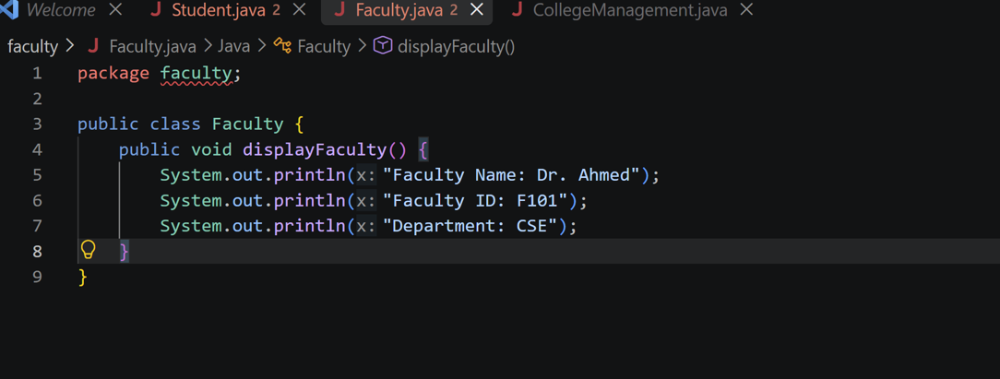 Welcome Student.java 2 Faculty.java 2 CollegeManagement.java
faculty > J Faculty.java > Java > Faculty > displayFaculty()
1 package faculty;
2
3 public class Faculty {
4 public void displayFaculty() {
5 System.out.println(x: "Faculty Name: Dr. Ahmed");
6 System.out.println(x: "Faculty ID: F101");
7 System.out.println(x: "Department: CSE");
8 }
9 }